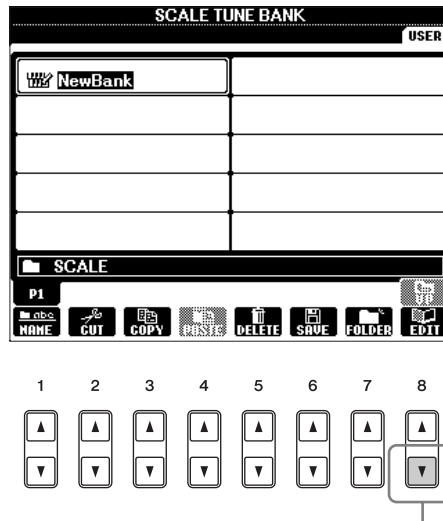 SCALE TUNE BANK
USER
NewBank
SCALE
P1
UP
NAME CUT COPY PASTE DELETE SAVE FOLDER EDIT
1 2 3 4 5 6 7 8